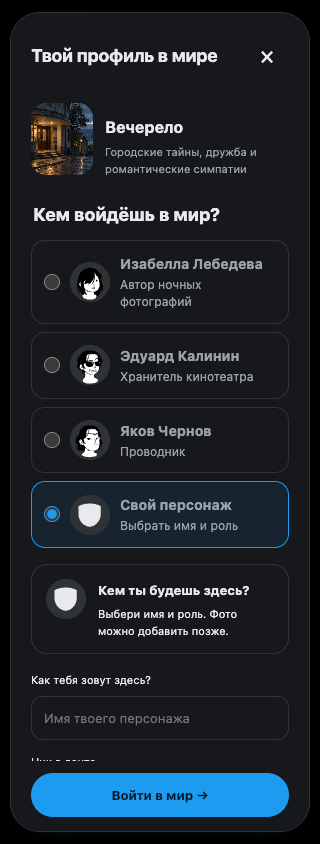 Твой профиль в мире
Вечерело
Городские тайны, дружба и
романтические симпатии
Кем войдёшь в мир?
Изабелла Лебедева
Автор ночных
фотографий
Эдуард Калинин
Хранитель кинотеатра
Яков Чернов
Проводник
Свой персонаж
Выбрать имя и роль
Кем ты будешь здесь?
Выбери имя и роль. Фото
можно добавить позже.
Как тебя зовут здесь?
Имя твоего персонажа
Войти в мир →